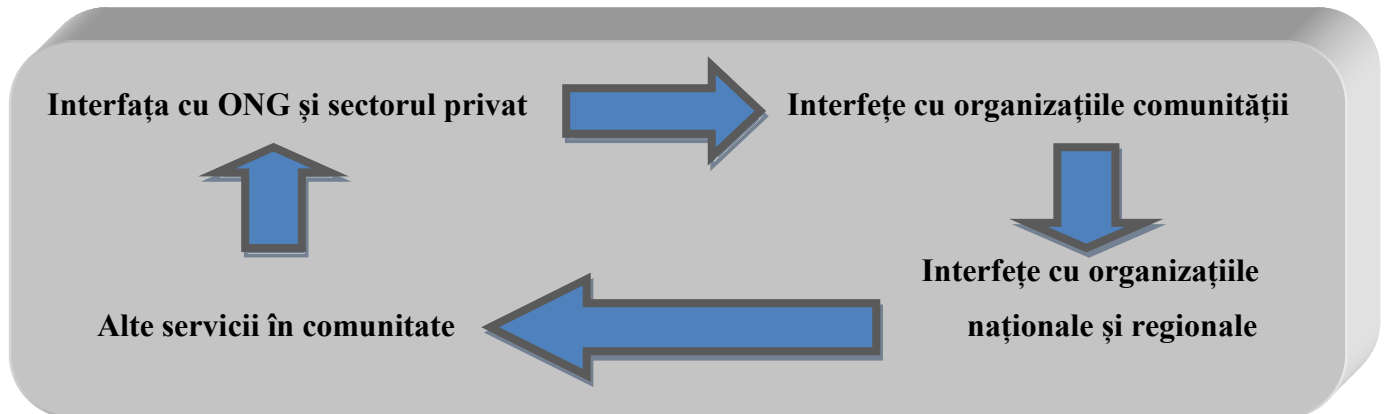 Interfața cu ONG și sectorul privat
Interfețe cu organizațiile comunității
Interfețe cu organizațiile
naționale și regionale
Alte servicii în comunitate